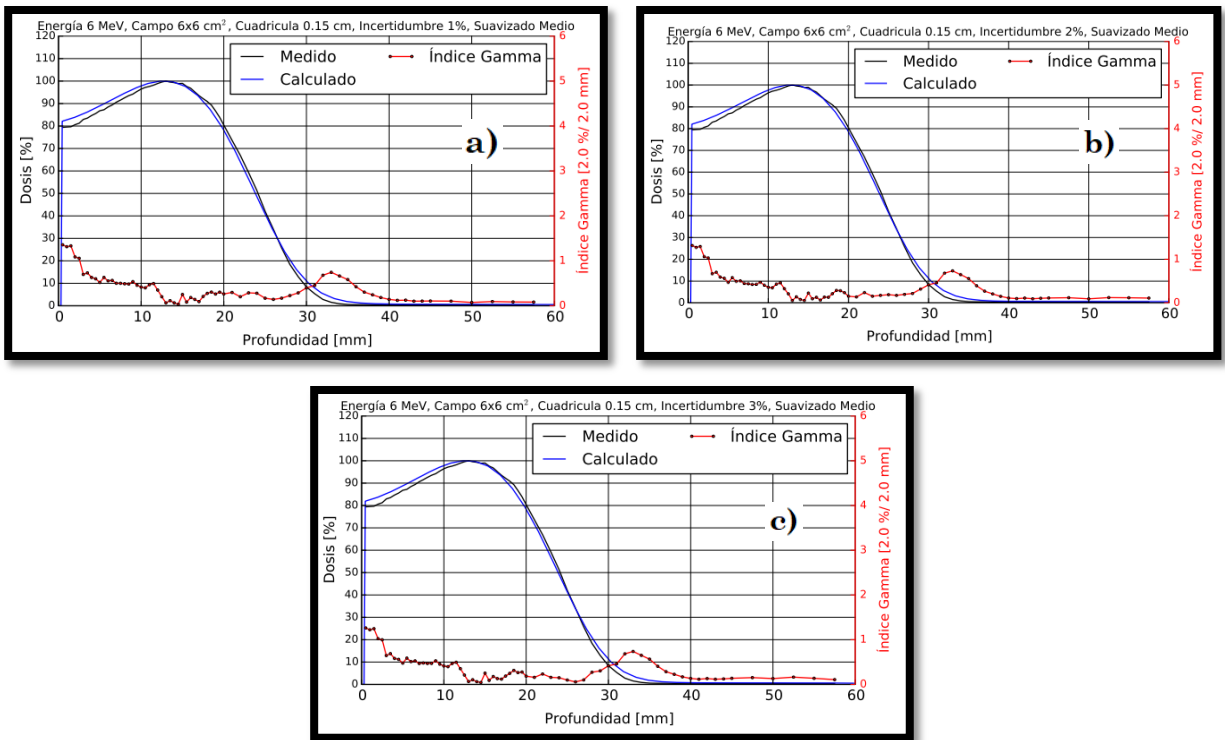 Energía 6 MeV, Campo 6x6 cm², Cuadricula 0.15 cm, Incertidumbre 1%, Suavizado Medio
Medido
Calculado
Índice Gamma
a)
Dosis [%]
120
110
100
90
80
70
60
50
40
30
20
10
0
0 10 20 30 40 50 60
Profundidad [mm]
6
5
4
3
2
1
0
Índice Gamma [2.0 %/ 2.0 mm]
Energía 6 MeV, Campo 6x6 cm², Cuadricula 0.15 cm, Incertidumbre 2%, Suavizado Medio
Medido
Calculado
Índice Gamma
b)
Dosis [%]
120
110
100
90
80
70
60
50
40
30
20
10
0
0 10 20 30 40 50 60
Profundidad [mm]
6
5
4
3
2
1
0
Índice Gamma [2.0 %/ 2.0 mm]
Energía 6 MeV, Campo 6x6 cm², Cuadricula 0.15 cm, Incertidumbre 3%, Suavizado Medio
Medido
Calculado
Índice Gamma
c)
Dosis [%]
120
110
100
90
80
70
60
50
40
30
20
10
0
0 10 20 30 40 50 60
Profundidad [mm]
6
5
4
3
2
1
0
Índice Gamma [2.0 %/ 2.0 mm]